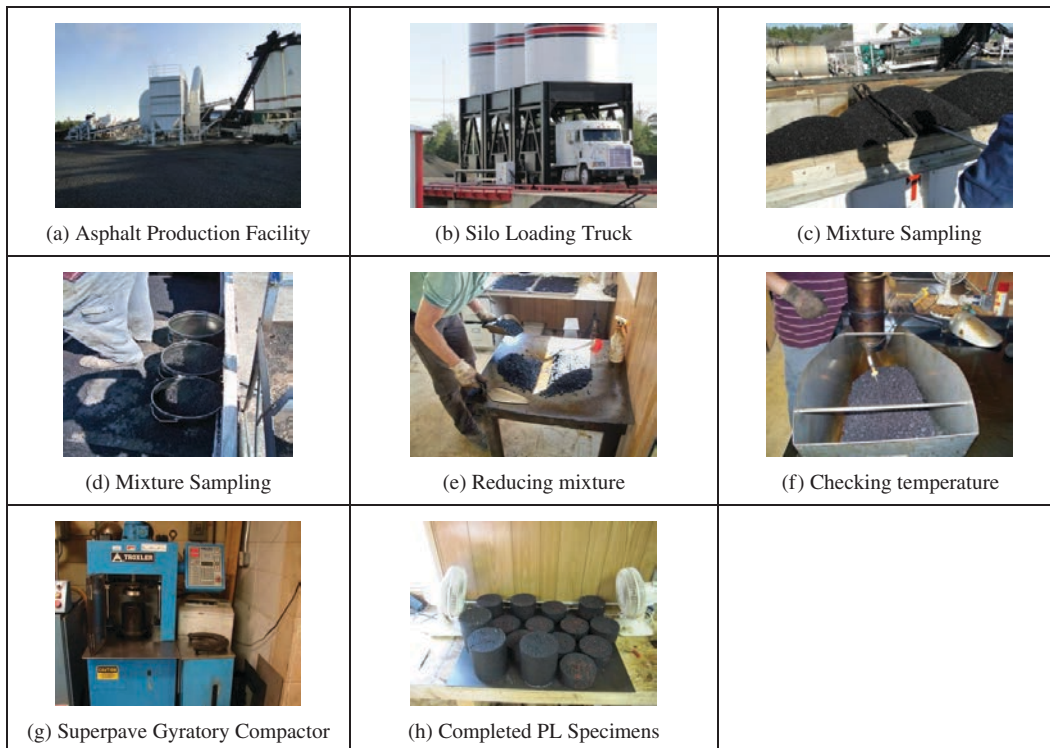 (a) Asphalt Production Facility
(b) Silo Loading Truck
(c) Mixture Sampling
(d) Mixture Sampling
(e) Reducing mixture
(f) Checking temperature
TROXLER
CAUTION
(g) Superpave Gyratory Compactor
(h) Completed PL Specimens